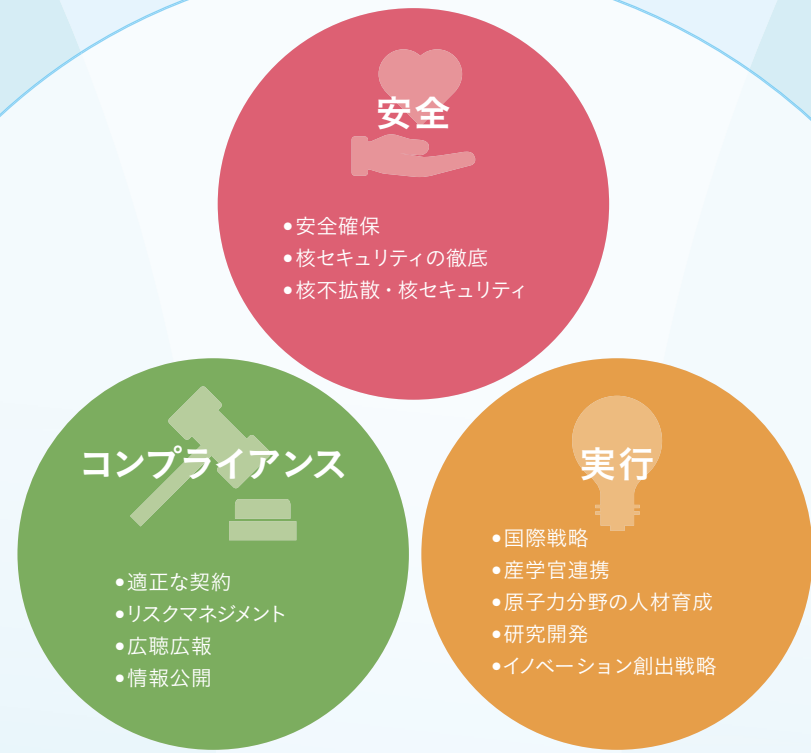 安全
•安全確保
•核セキュリティの徹底
•核不拡散・核セキュリティ
コンプライアンス
•適正な契約
•リスクマネジメント
•広聴広報
•情報公開
実行
•国際戦略
•産学官連携
•原子力分野の人材育成
•研究開発
•イノベーション創出戦略